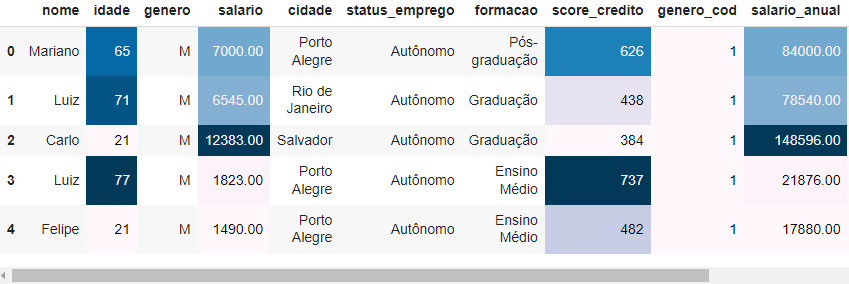 nome idade genero salario cidade status_emprego formacao score_credito genero_cod salario_anual
0 Mariano 65 M 7000.00 Porto Alegre Autônomo Pós-graduação 626 1 84000.00
1 Luiz 71 M 6545.00 Rio de Janeiro Autônomo Graduação 438 1 78540.00
2 Carlo 21 M 12383.00 Salvador Autônomo Graduação 384 1 148596.00
3 Luiz 77 M 1823.00 Porto Alegre Autônomo Ensino Médio 737 1 21876.00
4 Felipe 21 M 1490.00 Porto Alegre Autônomo Ensino Médio 482 1 17880.00